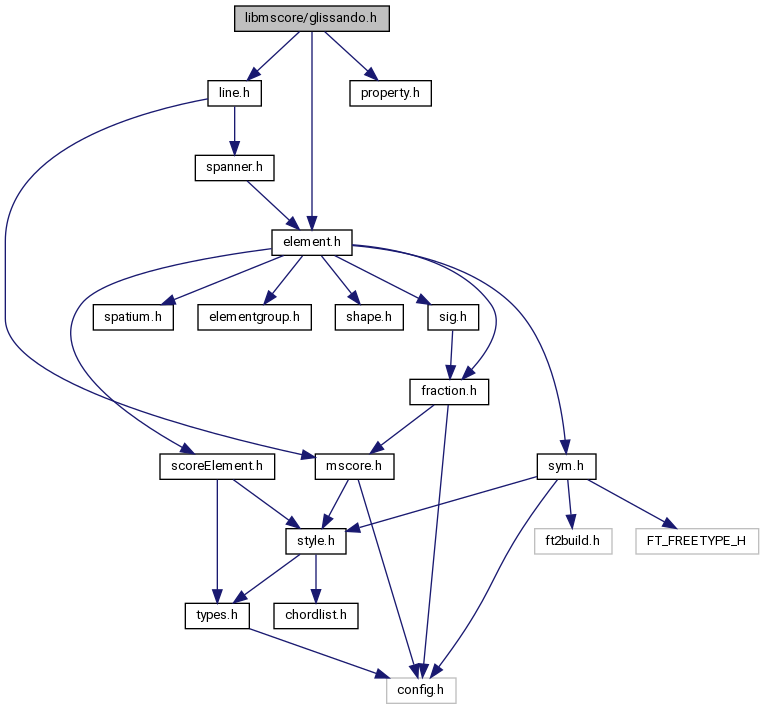 libmscore/glissando.h
line.h
property.h
spanner.h
element.h
spatium.h
elementgroup.h
shape.h
sig.h
fraction.h
scoreElement.h
mscore.h
sym.h
style.h
ft2build.h
FT_FREETYPE_H
types.h
chordlist.h
config.h